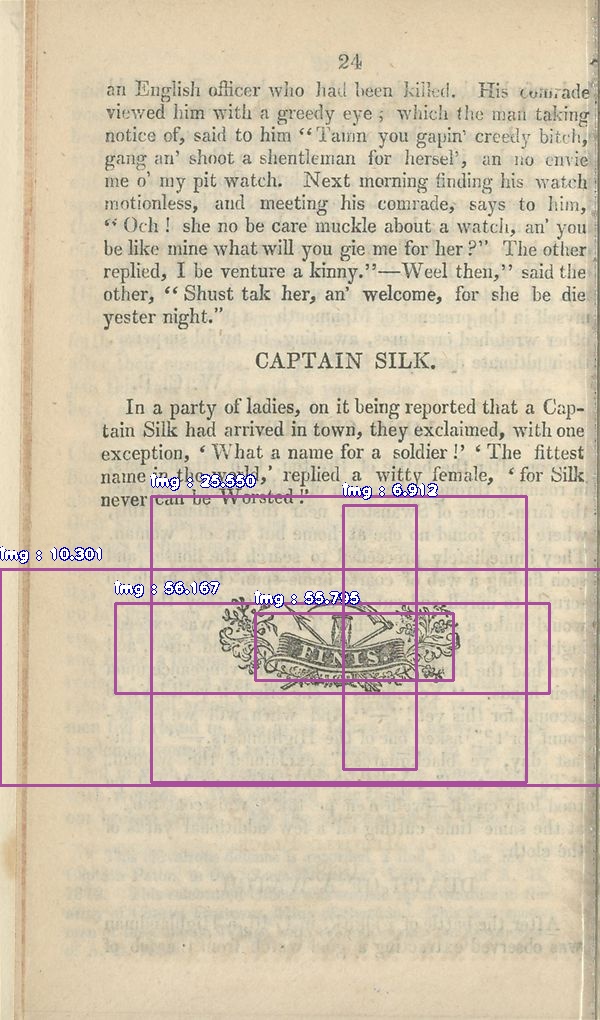 24
an English officer who had been killed. His comrade
viewed him with a greedy eye; which the man taking
notice of, said to him “Tamn you gapin' creedy bitch,
gang an' shoot a shentleman for hersel', an no envie
me o' my pit watch. Next morning finding his watch
motionless, and meeting his comrade, says to him,
“ Och! she no be care muckle about a watch, an' you
be like mine what will you gie me for her?” The other
replied, I be venture a kinny.”—Weel then,” said the
other, “ Shust tak her, an' welcome, for she be die
yester night.”
CAPTAIN SILK.
In a party of ladies, on it being reported that a Cap-
tain Silk had arrived in town, they exclaimed, with one
exception, ‘ What a name for a soldier!’ ‘ The fittest
name in the world,’ replied a witty female, ‘ for Silk
never can be Worsted!’
img : 25.550
img : 6.912
img : 10.301
img : 56.167
img : 55.795
FINIS.